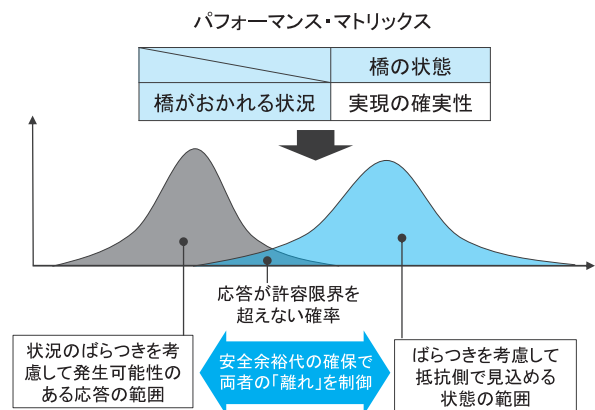 パフォーマンス・マトリックス
橋の状態
橋がおかれる状況
実現の確実性
応答が許容限界を
超えない確率
状況のばらつきを考
慮して発生可能性の
ある応答の範囲
安全余裕代の確保で
両者の「離れ」を制御
ばらつきを考慮して
抵抗側で見込める
状態の範囲